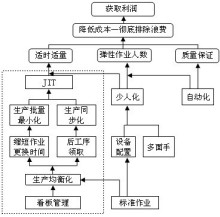 获取利润
降低成本—彻底排除浪费
适时适量
弹性作业人数
质量保证
JIT
少人化
自动化
生产批量
最小化
生产同
步化
缩短作业
更换时间
后工序
领取
设备
配置
多面手
生产均衡化
看板管理
标准作业